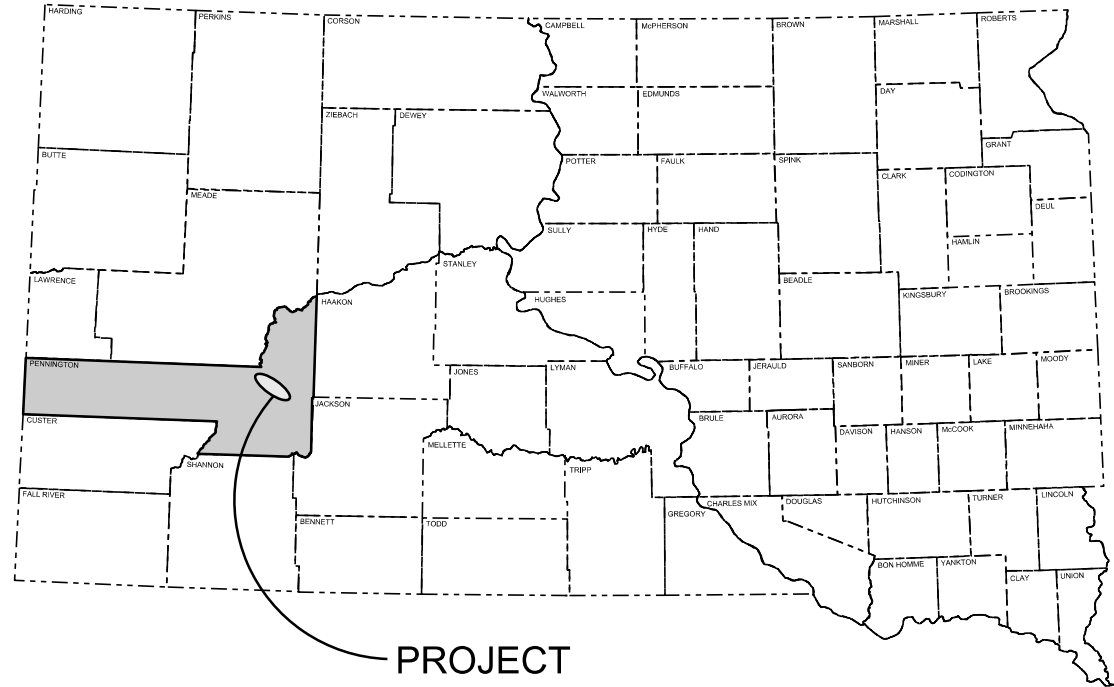 HARDING
PERKINS
CORSON
CAMPBELL
McPHERSON
BROWN
MARSHALL
ROBERTS
WALWORTH
EDMUNDS
DAY
ZIEBACH
DEWEY
GRANT
BUTTE
POTTER
FAULK
SPINK
CLARK
CODINGTON
MEADE
DEUL
SULLY
HYDE
HAND
HAMLIN
STANLEY
LAWRENCE
BEADLE
HAAKON
HUGHES
KINGSBURY
BROOKINGS
PENNINGTON
JONES
LYMAN
BUFFALO
JERAULD
SANBORN
MINER
LAKE
MOODY
JACKSON
CUSTER
BRULE
AURORA
DAVISON
HANSON
McCOOK
MINNEHAHA
MELLETTE
SHANNON
TRIPP
FALL RIVER
CHARLES MIX
DOUGLAS
HUTCHINSON
TURNER
LINCOLN
GREGORY
BENNETT
TODD
BON HOMME
YANKTON
CLAY
UNION
PROJECT